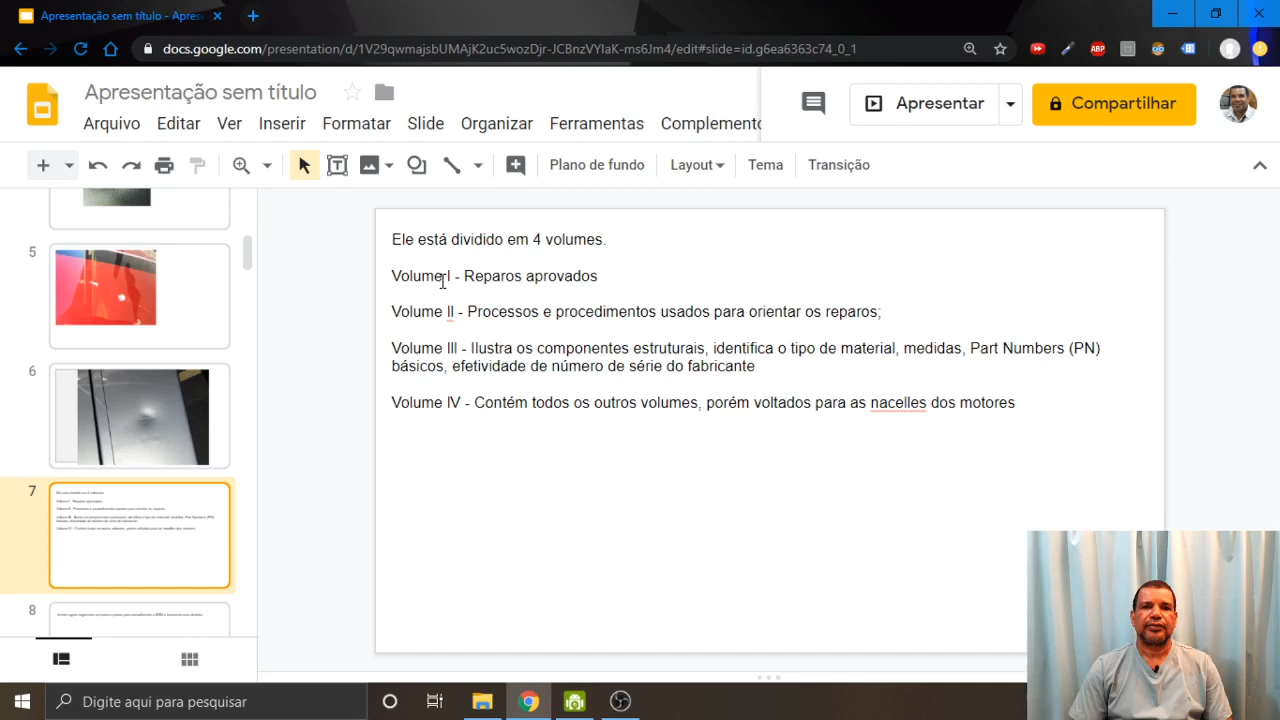 Apresentação sem título - Apres
docs.google.com/presentation/d/1V29qwmajsbUMAjK2uc5wozDjr-JCBnzVYlaK-ms6Jm4/edit#slide=id.g6ea6363c74_0_1
ABP
Apresentação sem título
Arquivo Editar Ver Inserir Formatar Slide Organizar Ferramentas Complemento
Apresentar
Compartilhar
Plano de fundo Layout Tema Transição
5
6
7
8
Ele está dividido em 4 volumes.
Volume I - Reparos aprovados
Volume II - Processos e procedimentos usados para orientar os reparos;
Volume III - Ilustra os componentes estruturais, identifica o tipo de material, medidas, Part Numbers (PN)
básicos, efetividade de número de série do fabricante
Volume IV - Contém todos os outros volumes, porém voltados para as nacelles dos motores
Digite aqui para pesquisar